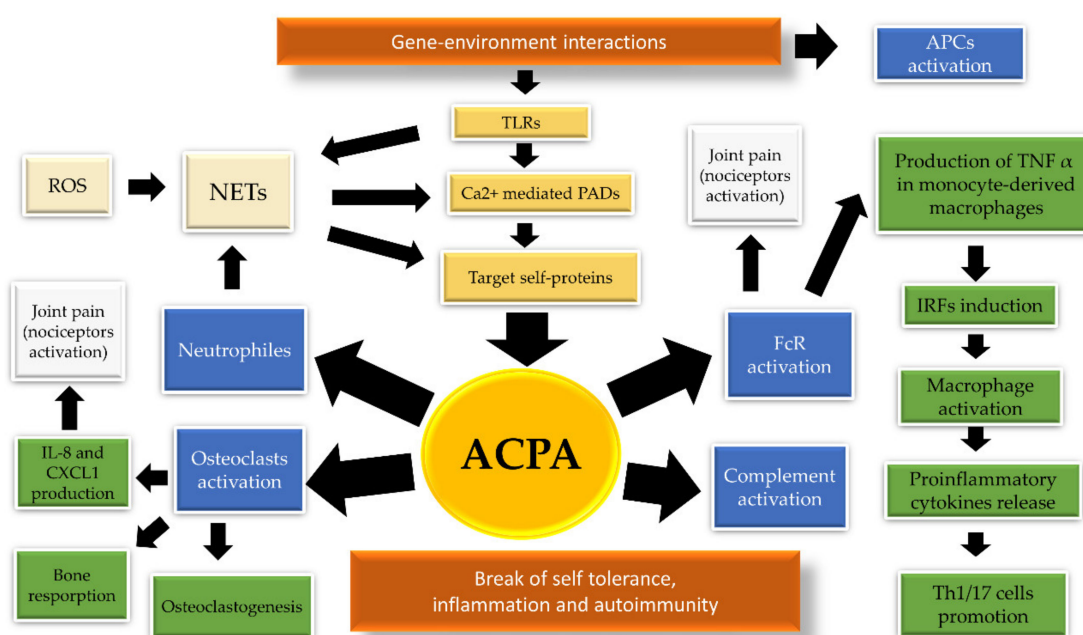 Gene-environment interactions
APCs
activation
TLRs
ROS
NETs
Ca2+ mediated PADs
Target self-proteins
Joint pain
(nociceptors
activation)
Production of TNF α
in monocyte-derived
macrophages
Joint pain
(nociceptors
activation)
Neutrophiles
FcR
activation
IRFs induction
Macrophage
activation
ACPA
IL-8 and
CXCL1
production
Osteoclasts
activation
Complement
activation
Proinflammatory
cytokines release
Bone
resporption
Osteoclastogenesis
Break of self tolerance,
inflammation and autoimmunity
Th1/17 cells
promotion